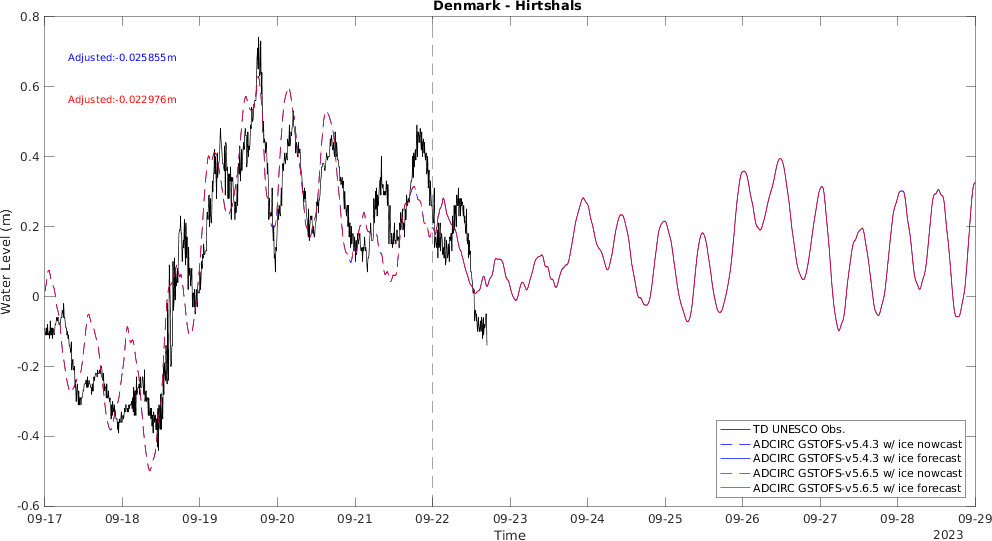 Denmark - Hirtshals
Adjusted:-0.025855m
Adjusted:-0.022976m
Water Level (m)
0.8
0.6
0.4
0.2
0
-0.2
-0.4
-0.6
TD UNESCO Obs.
ADCIRC GSTOFS-v5.4.3 w/ ice nowcast
ADCIRC GSTOFS-v5.4.3 w/ ice forecast
ADCIRC GSTOFS-v5.6.5 w/ ice nowcast
ADCIRC GSTOFS-v5.6.5 w/ ice forecast
09-17 09-18 09-19 09-20 09-21 09-22 09-23 09-24 09-25 09-26 09-27 09-28 09-29
Time
2023